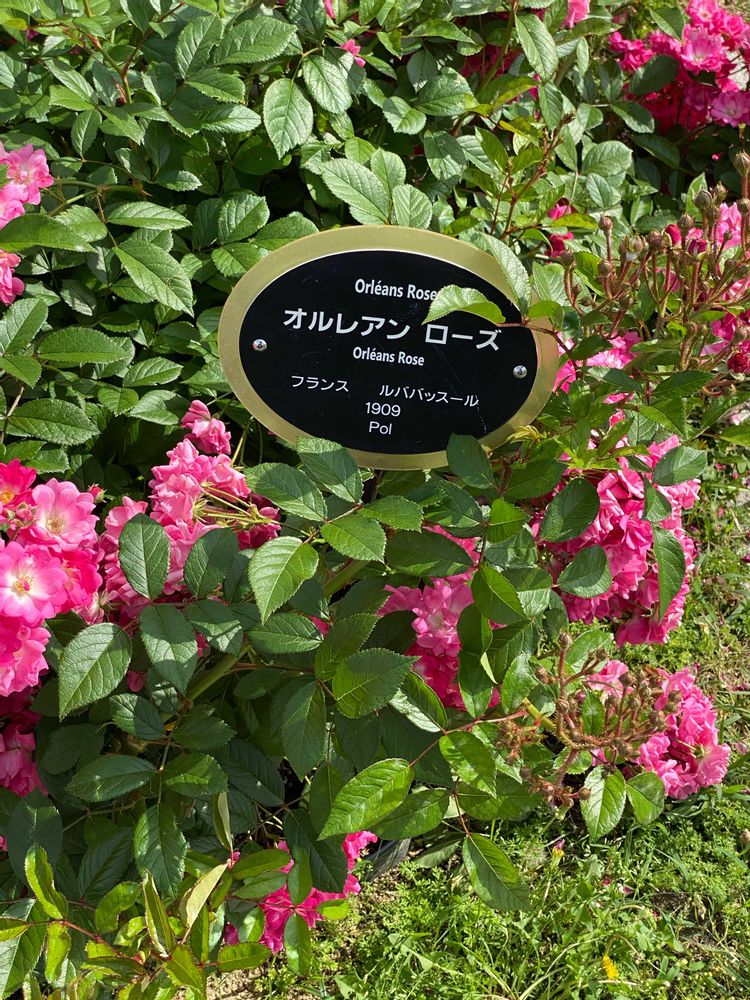 Orléans Rose
オルレアン ローズ
Orléans Rose
フランス ルババッスール
1909
Pol